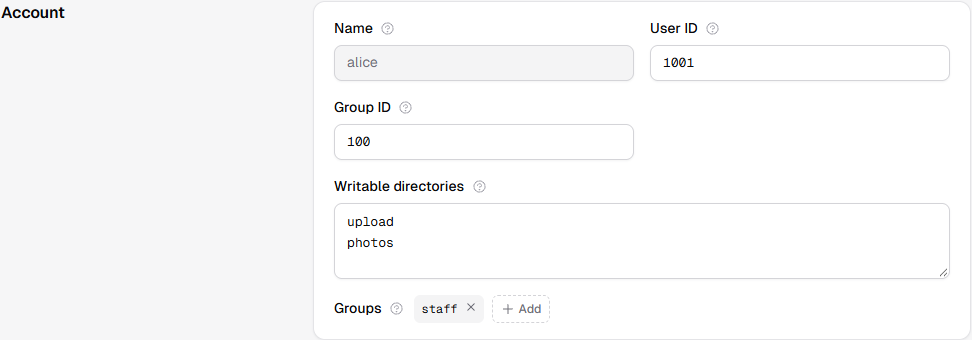 Account
Name
User ID
alice
1001
Group ID
100
Writable directories
upload
photos
Groups
staff
Add